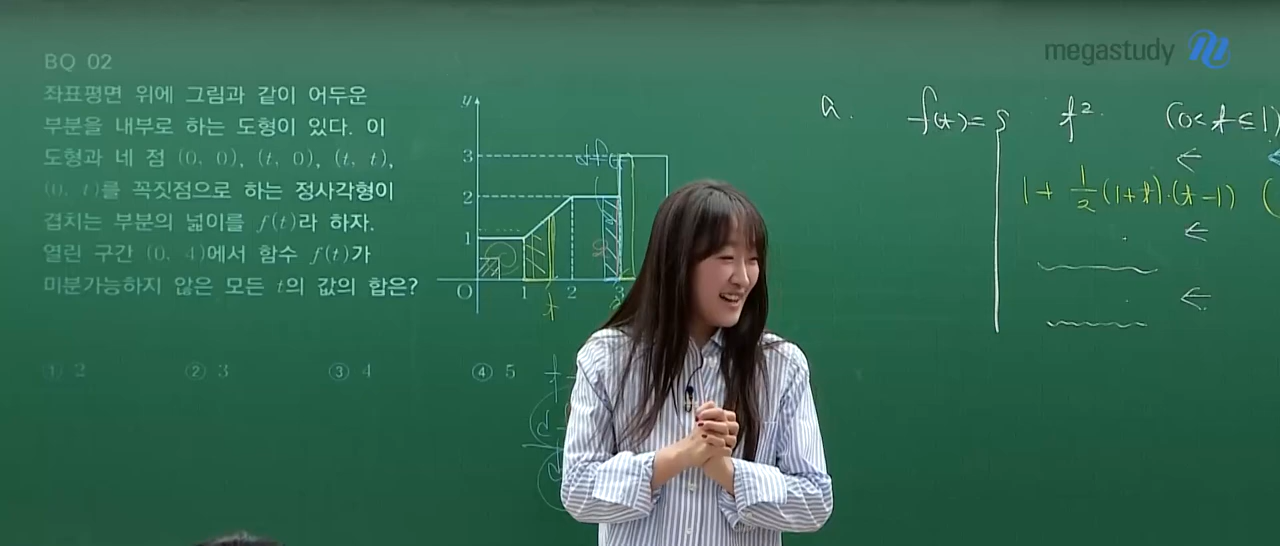 megastudy
BQ 02
좌표평면 위에 그림과 같이 어두운
부분을 내부로 하는 도형이 있다. 이
도형과 네 점 (0, 0), (t, 0), (t, t),
(0, t)를 꼭짓점으로 하는 정사각형이
겹치는 부분의 넓이를 f(t)라 하자.
열린 구간 (0, 4)에서 함수 f(t)가
미분가능하지 않은 모든 t의 값의 합은?
① 2 ② 3 ③ 4 ④ 5
y
3
2
1
O 1 2 3
t
a. f(t)= t² (0<t≤1)
1+ 1/2(1+t)·(t-1)